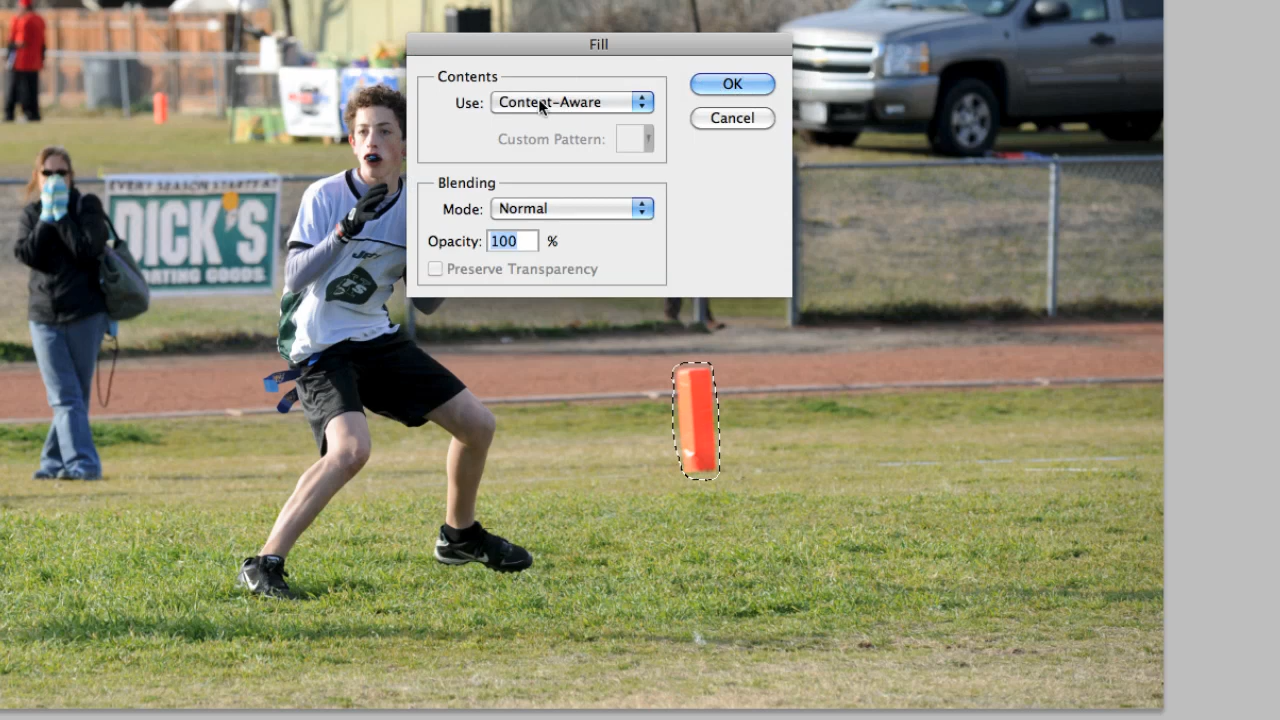 Fill
Contents
Use: Content-Aware
Custom Pattern:
Blending
Mode: Normal
Opacity: 100 %
Preserve Transparency
OK
Cancel
EVERY SEASON STARTS AT
DICK'S
ORTING GOODS